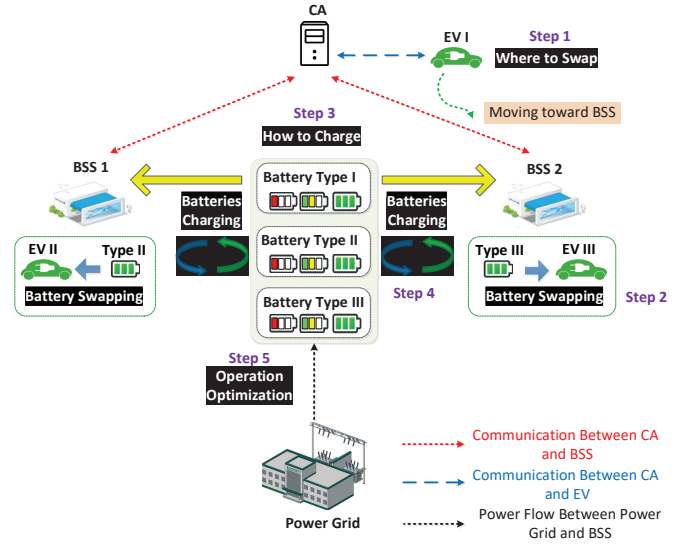 CA
EV I
Step 1
Where to Swap
Moving toward BSS
Step 3
How to Charge
BSS 1
BSS 2
Battery Type I
Batteries
Charging
Batteries
Charging
EV II
Type II
Battery Swapping
Battery Type II
Type III
EV III
Battery Swapping
Step 4
Step 2
Battery Type III
Step 5
Operation
Optimization
Power Grid
Communication Between CA
and BSS
Communication Between CA
and EV
Power Flow Between Power
Grid and BSS